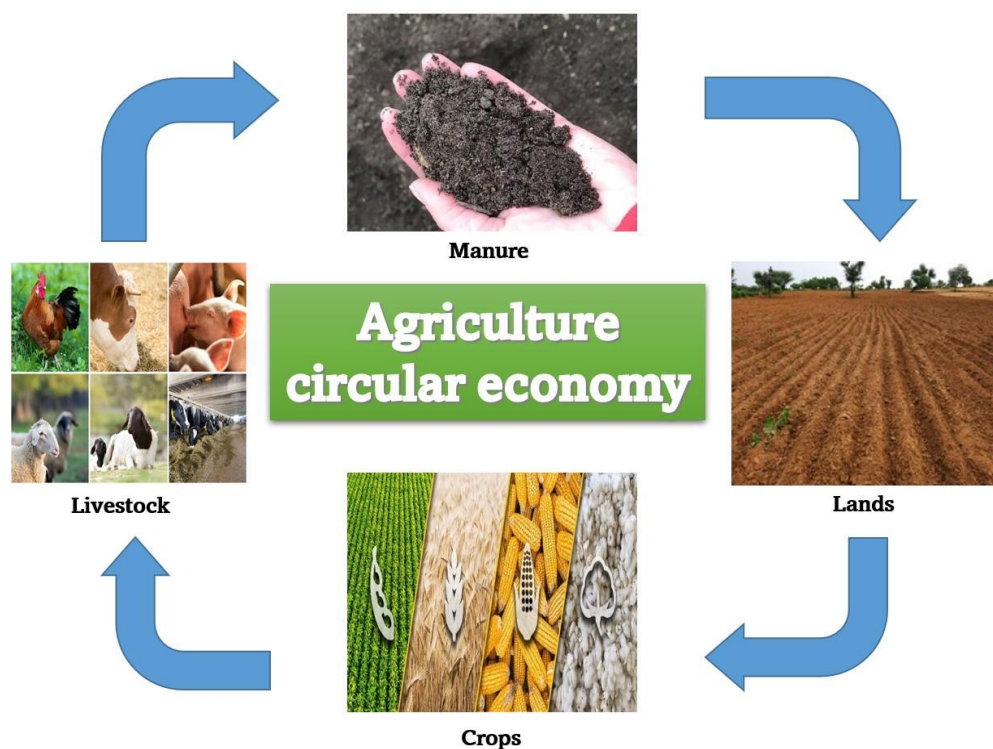 Manure
Agriculture
circular economy
Livestock
Lands
Crops